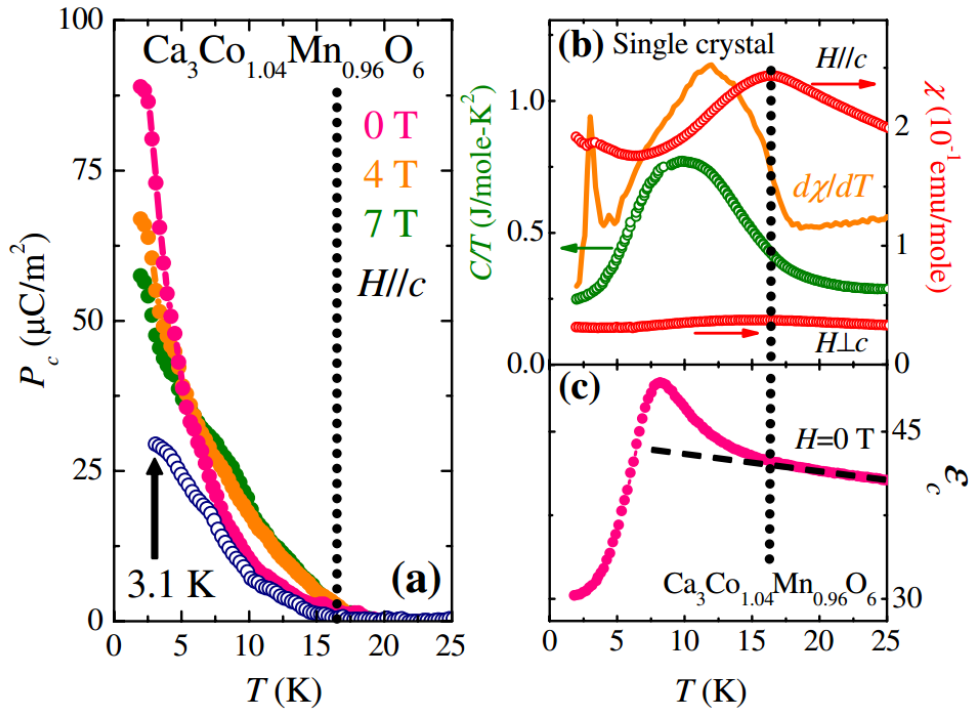 100
75
50
25
0
P_c (μC/m²)
Ca₃Co₁.₀₄Mn₀.₉₆O₆
0 T
4 T
7 T
H//c
3.1 K
(a)
0 5 10 15 20 25
T (K)
(b) Single crystal
H//c
1.0
0.5
0.0
C/T (J/mole-K²)
dχ/dT
H⊥c
2
1
0
χ (10⁻¹ emu/mole)
(c)
H=0 T
45
30
ε_c
Ca₃Co₁.₀₄Mn₀.₉₆O₆
0 5 10 15 20 25
T (K)